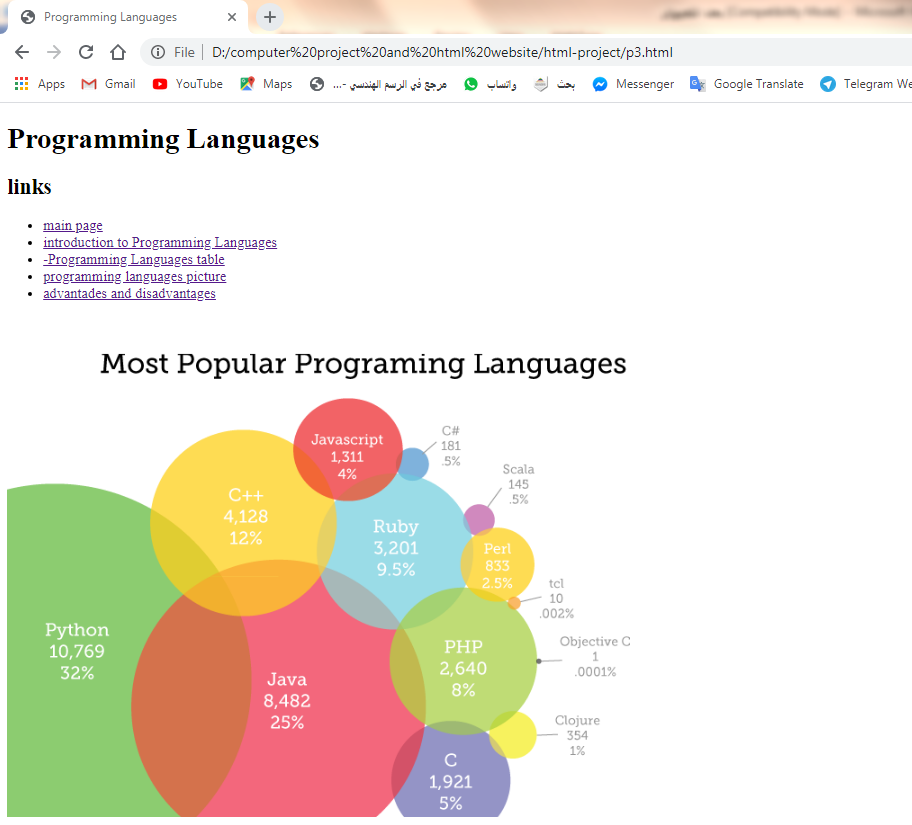 Programming Languages
File D:/computer%20project%20and%20html%20website/html-project/p3.html
Apps Gmail YouTube Maps مرجع في الرسم الهندسي -... واتساب بحث Messenger Google Translate Telegram We
Programming Languages
links
main page
introduction to Programming Languages
-Programming Languages table
programming languages picture
advantades and disadvantages
Most Popular Programing Languages
Javascript
1,311
4%
C#
181
.5%
Scala
145
.5%
C++
4,128
12%
Ruby
3,201
9.5%
Perl
833
2.5%
tcl
10
.002%
Python
10,769
32%
Java
8,482
25%
PHP
2,640
8%
Objective C
1
.0001%
Clojure
354
1%
C
1,921
5%